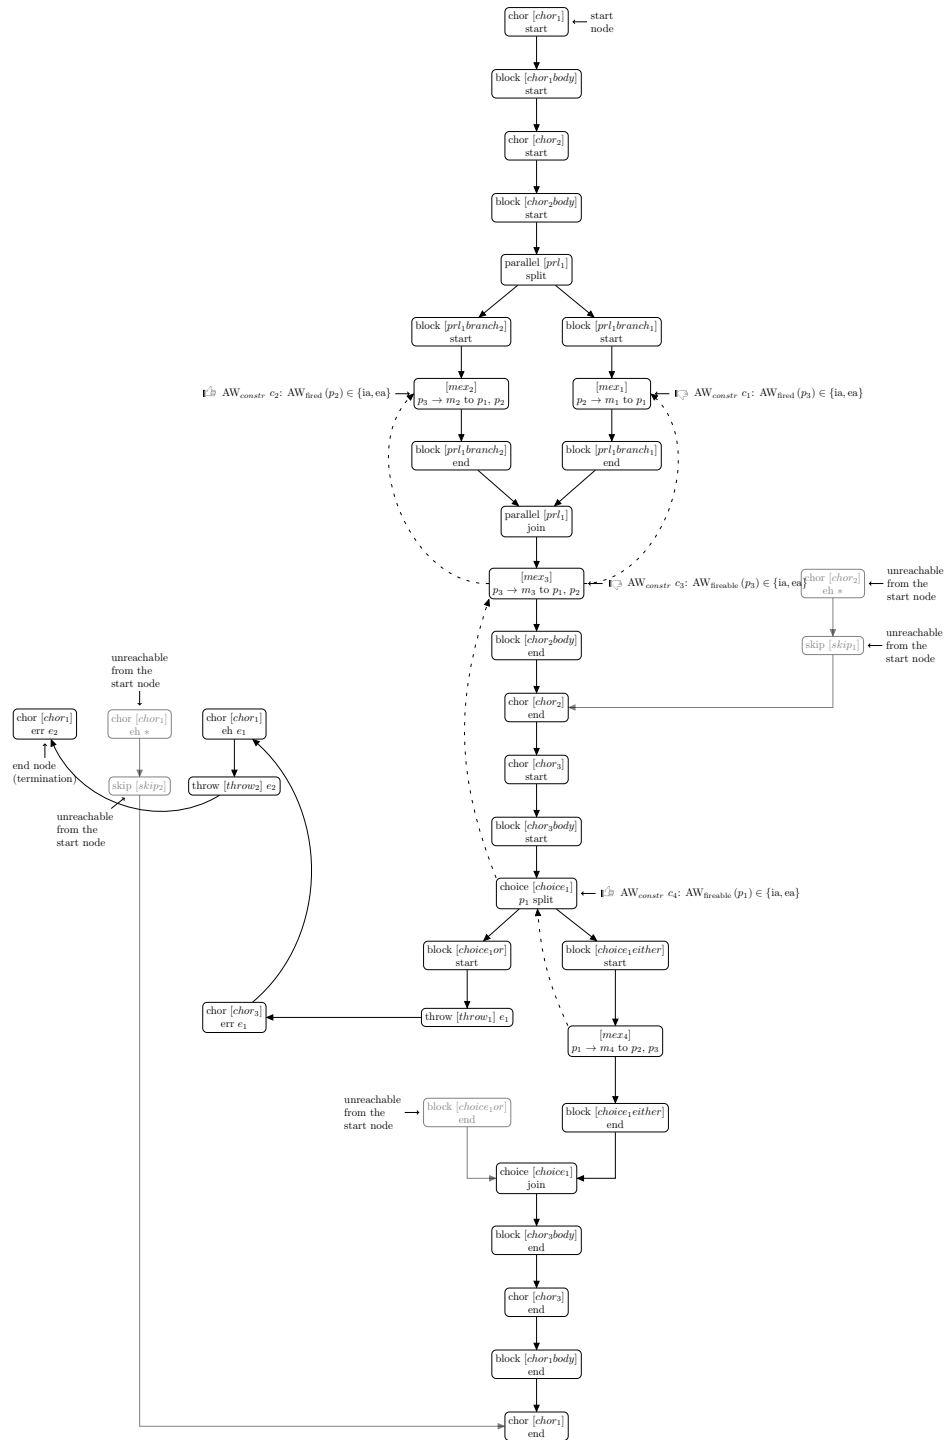 chor [chor₁]
start
start
node
block [chor₁body]
start
chor [chor₂]
start
block [chor₂body]
start
parallel [prl₁]
split
block [prl₁branch₂]
start
block [prl₁branch₁]
start
AW_constr c₂: AW_fired (p₂) ∈ {ia, ea}
[mex₂]
p₃ → m₂ to p₁, p₂
[mex₁]
p₂ → m₁ to p₁
AW_constr c₁: AW_fired (p₃) ∈ {ia, ea}
block [prl₁branch₂]
end
block [prl₁branch₁]
end
parallel [prl₁]
join
[mex₃]
p₃ → m₃ to p₁, p₂
AW_constr c₃: AW_fireable (p₃) ∈ {ia, ea}
chor [chor₂]
eh *
unreachable
from the
start node
block [chor₂body]
end
skip [skip₁]
unreachable
from the
start node
unreachable
from the
start node
chor [chor₂]
end
chor [chor₁]
err e₂
chor [chor₁]
eh *
chor [chor₁]
eh e₁
end node
(termination)
skip [skip₂]
throw [throw₂] e₂
chor [chor₃]
start
unreachable
from the
start node
block [chor₃body]
start
choice [choice₁]
p₁ split
AW_constr c₄: AW_fireable (p₁) ∈ {ia, ea}
block [choice₁or]
start
block [choice₁either]
start
chor [chor₃]
err e₁
throw [throw₁] e₁
[mex₄]
p₁ → m₄ to p₂, p₃
unreachable
from the
start node
block [choice₁or]
end
block [choice₁either]
end
choice [choice₁]
join
block [chor₃body]
end
chor [chor₃]
end
block [chor₁body]
end
chor [chor₁]
end